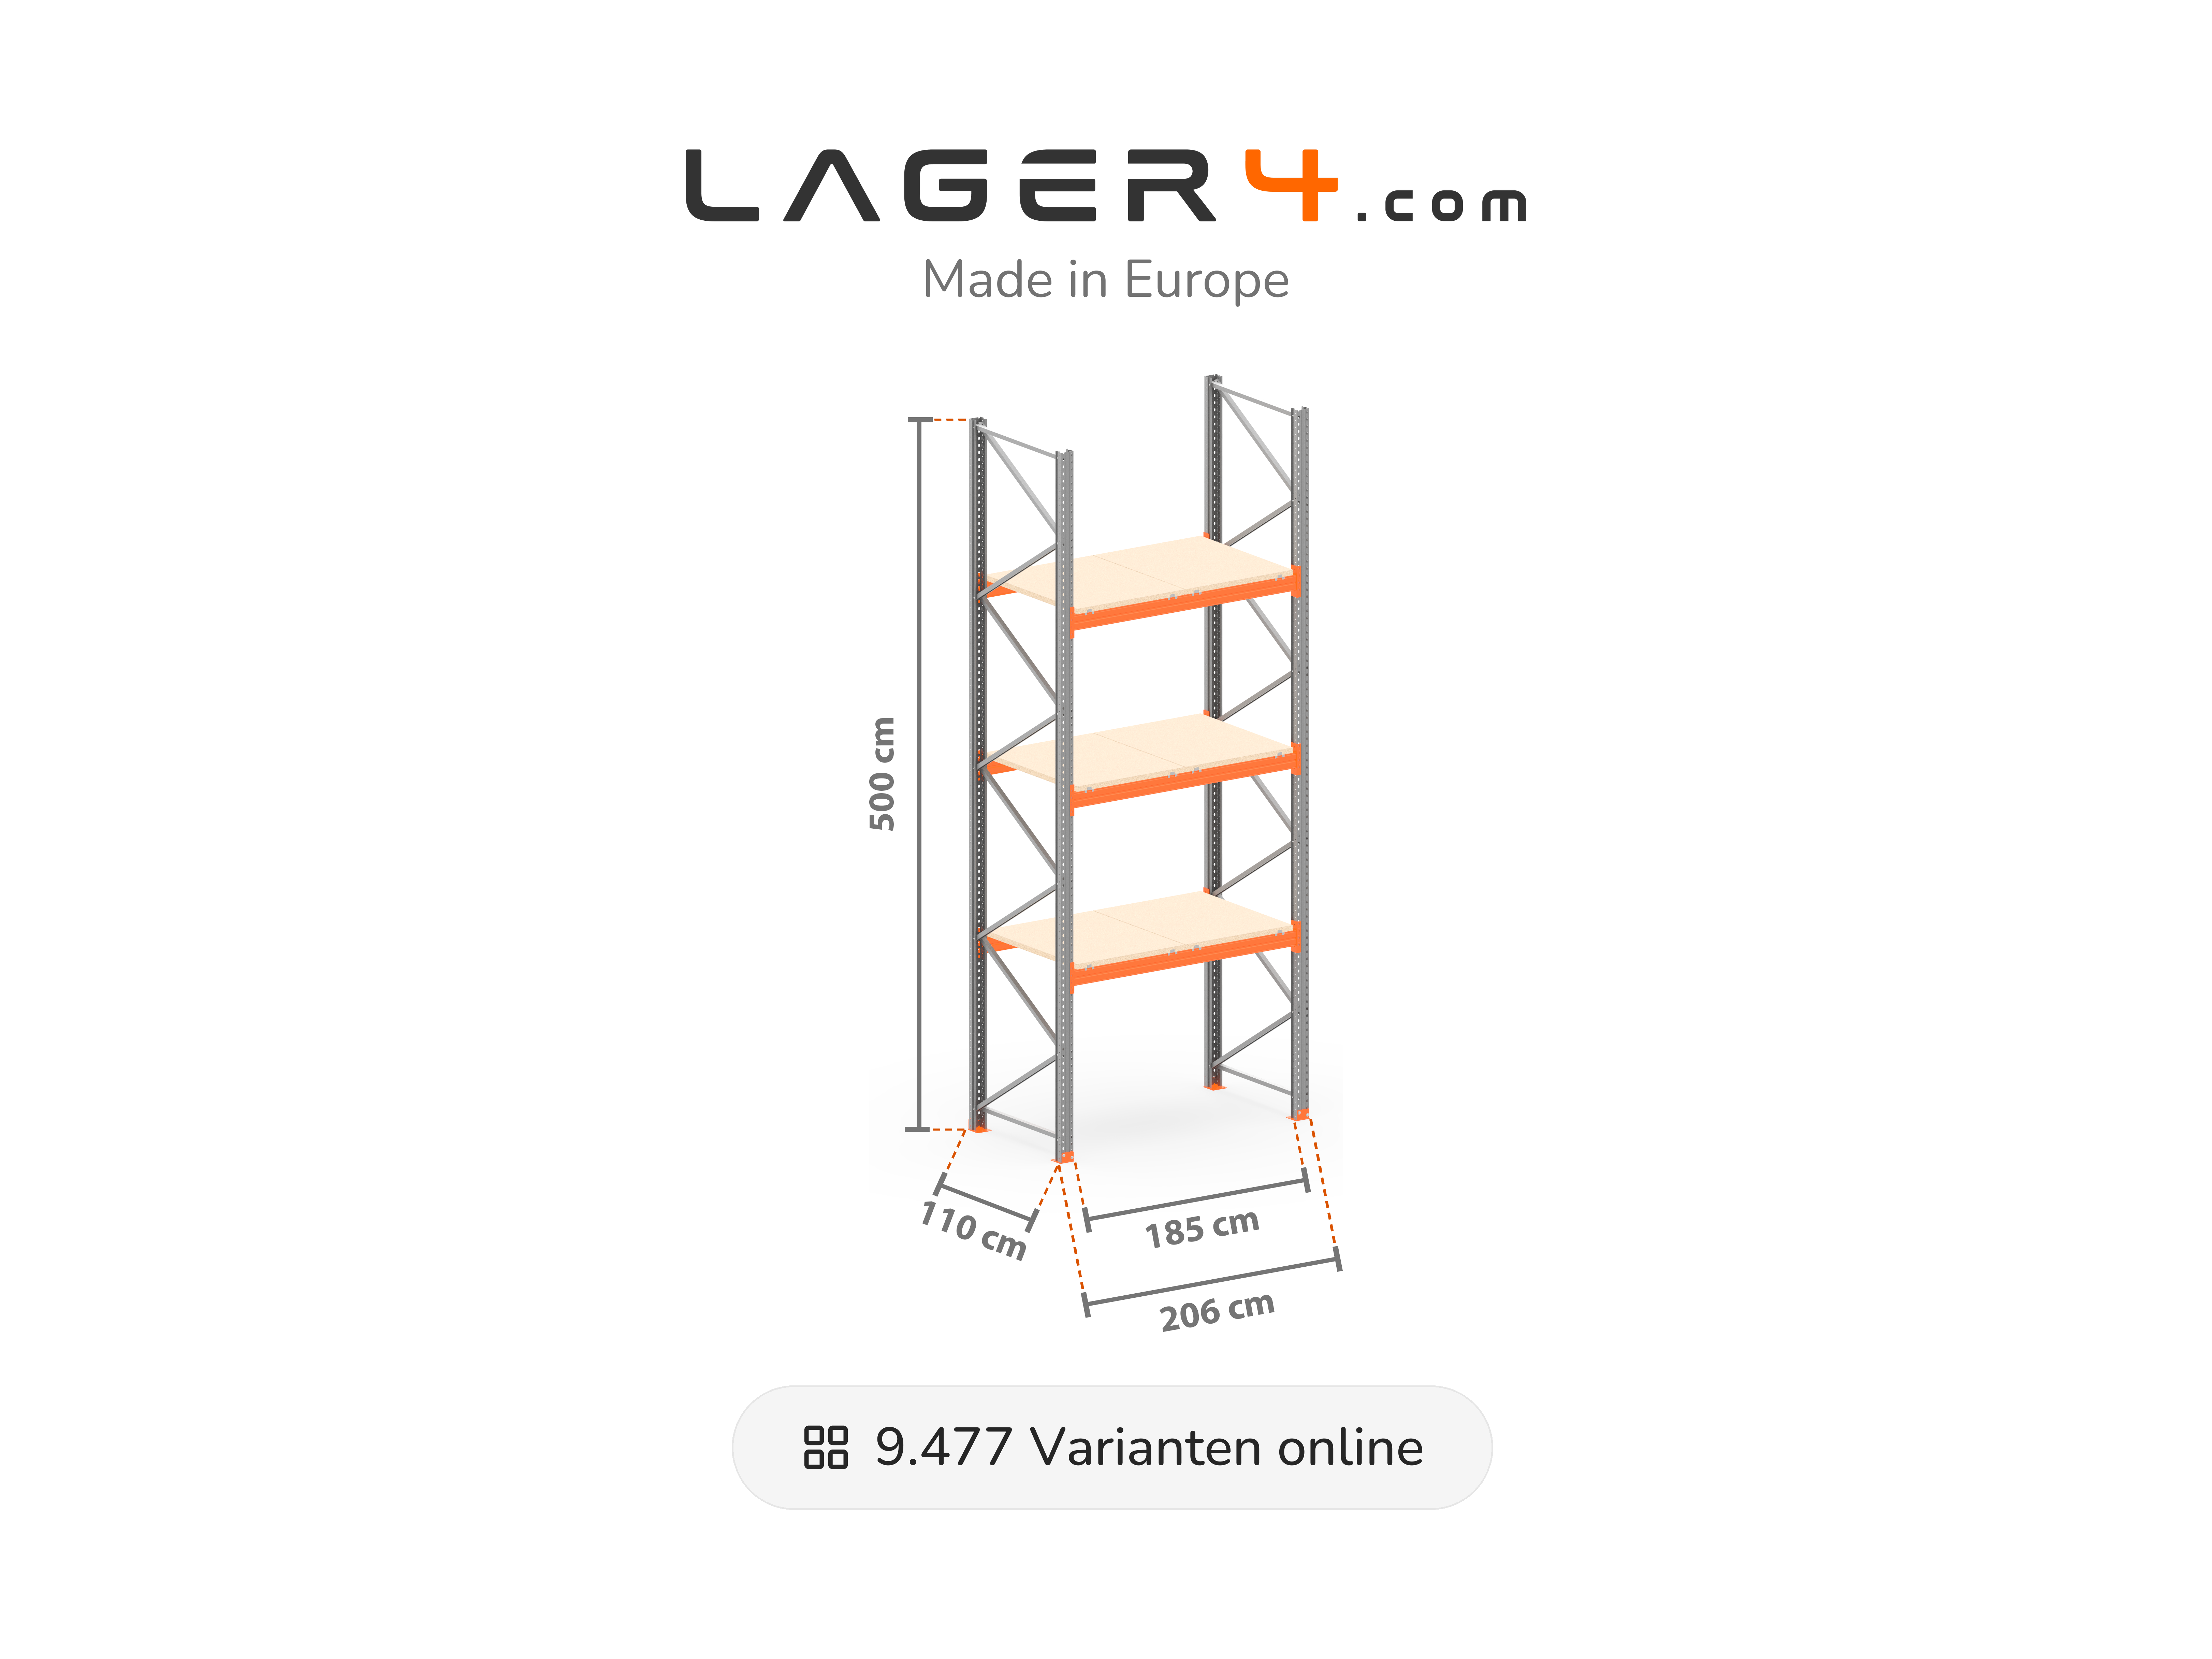 LAGER4.com
Made in Europe
500 cm
110 cm
185 cm
206 cm
9.477 Varianten online